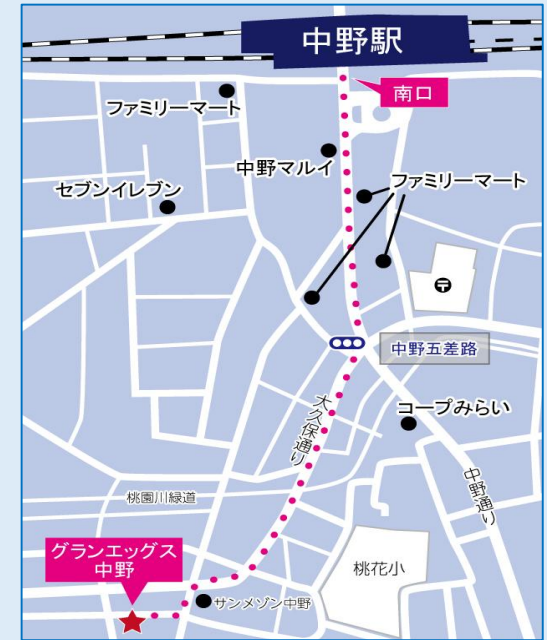 中野駅
南口
ファミリーマート
中野マルイ
セブンイレブン
ファミリーマート
〒
中野五差路
コープみらい
大久保通り
中野通り
桃園川緑道
グランエッグス
中野
桃花小
サンメゾン中野